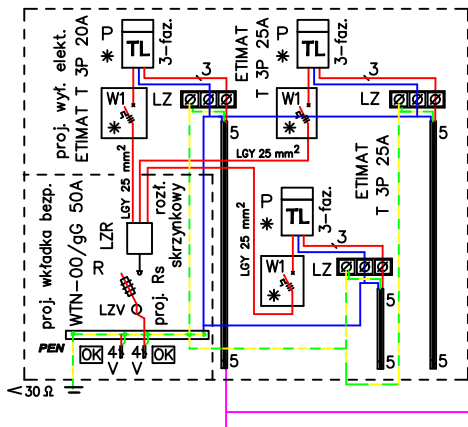 proj. wył. elekt.
ETIMAT T 3P 20A
P
*
TL
3-faz.
3
W1
*
LZ
5
LGY 25 mm²
ETIMAT
T 3P 25A
P
*
TL
3-faz.
3
W1
*
LZ
5
LGY 25 mm²
ETIMAT
T 3P 25A
P
*
TL
3-faz.
3
W1
*
LZ
5
LGY 25 mm²
proj. wkładka bezp.
WTN-00/gG 50A
LZR
R
LZV
proj. Rs
rozł.
skrzynkowy
PEN
OK
4
V
4
V
OK
5
5
< 30 Ω